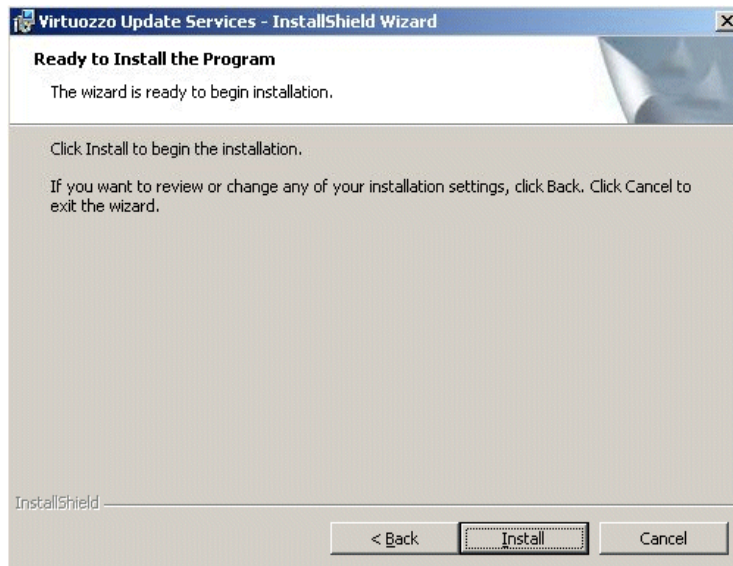 Virtuozzo Update Services - InstallShield Wizard
Ready to Install the Program
The wizard is ready to begin installation.
Click Install to begin the installation.
If you want to review or change any of your installation settings, click Back. Click Cancel to
exit the wizard.
InstallShield
< Back
Install
Cancel